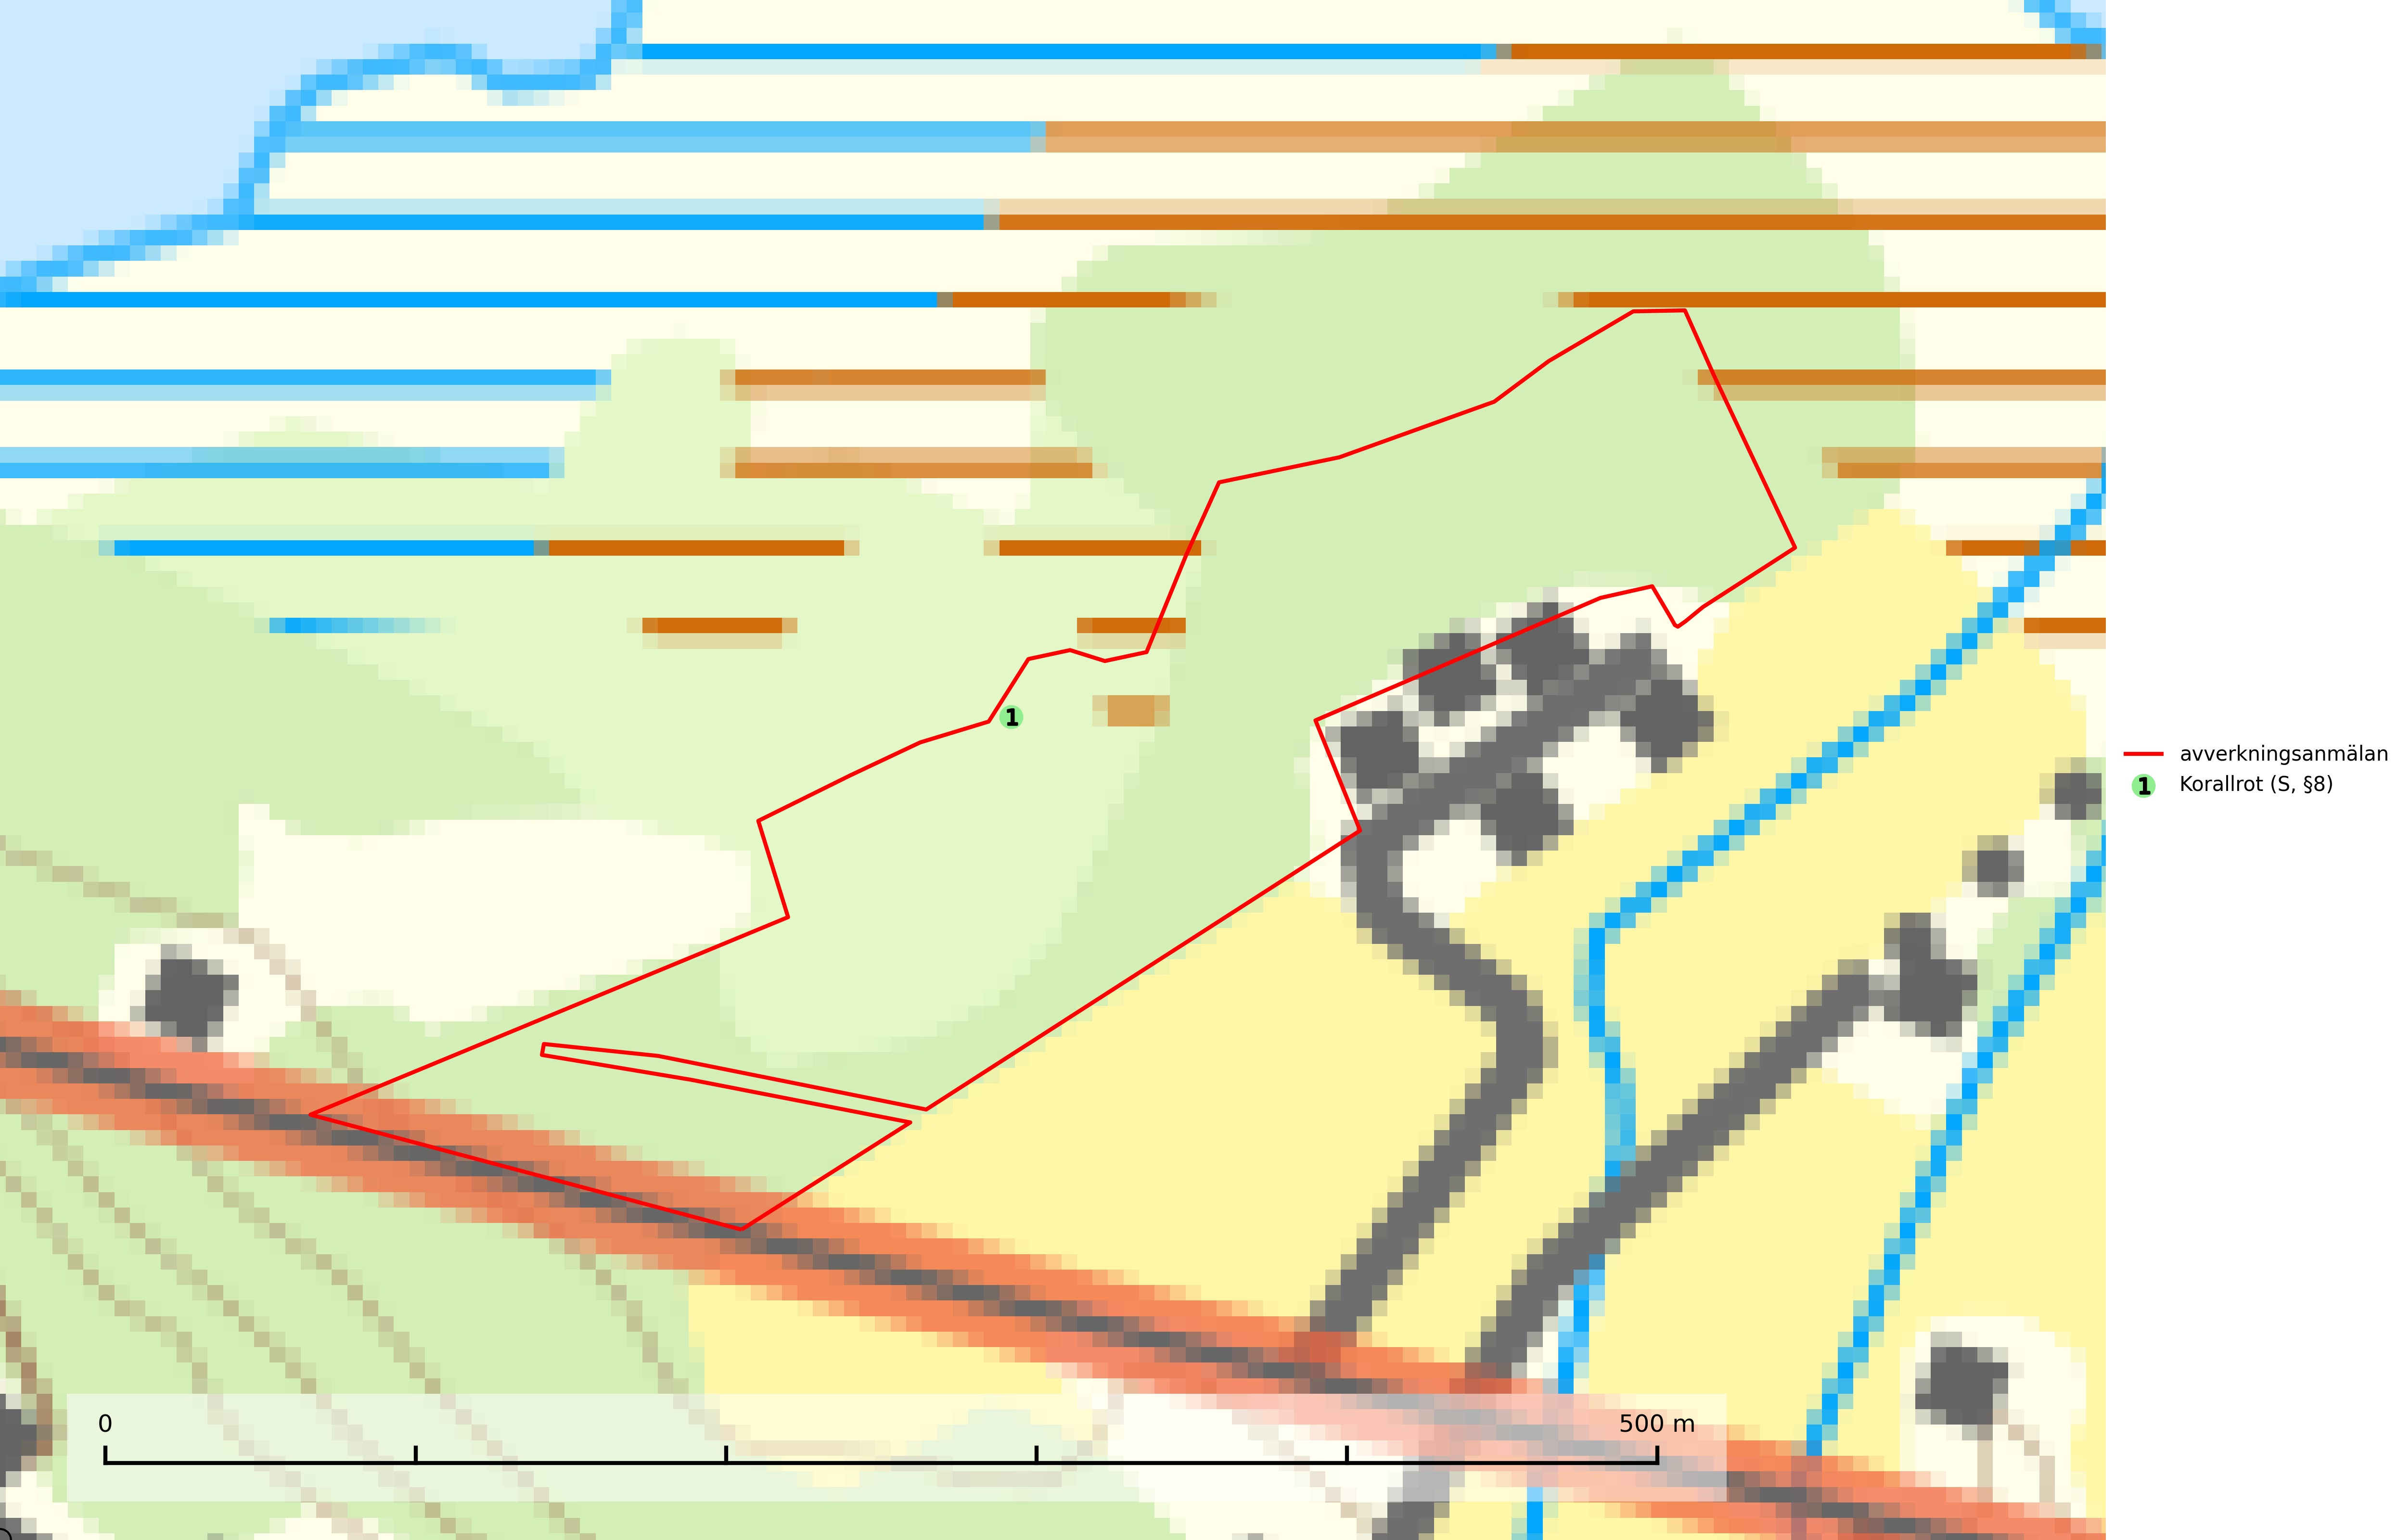 1
avverkningsanmälan
1 Korallrot (S, §8)
0 500 m